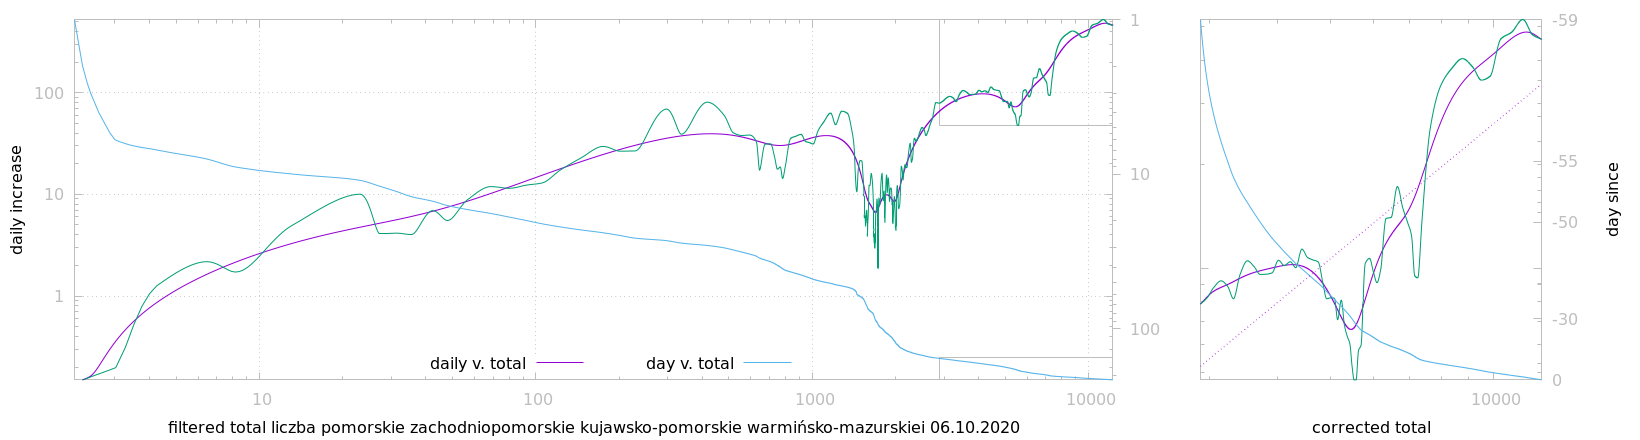 1
-59
100
daily increase
10
10
-55
day since
-50
1
100
-30
daily v. total
day v. total
0
10
100
1000
10000
10000
filtered total liczba pomorskie zachodniopomorskie kujawsko-pomorskie warmińsko-mazurskiei 06.10.2020
corrected total